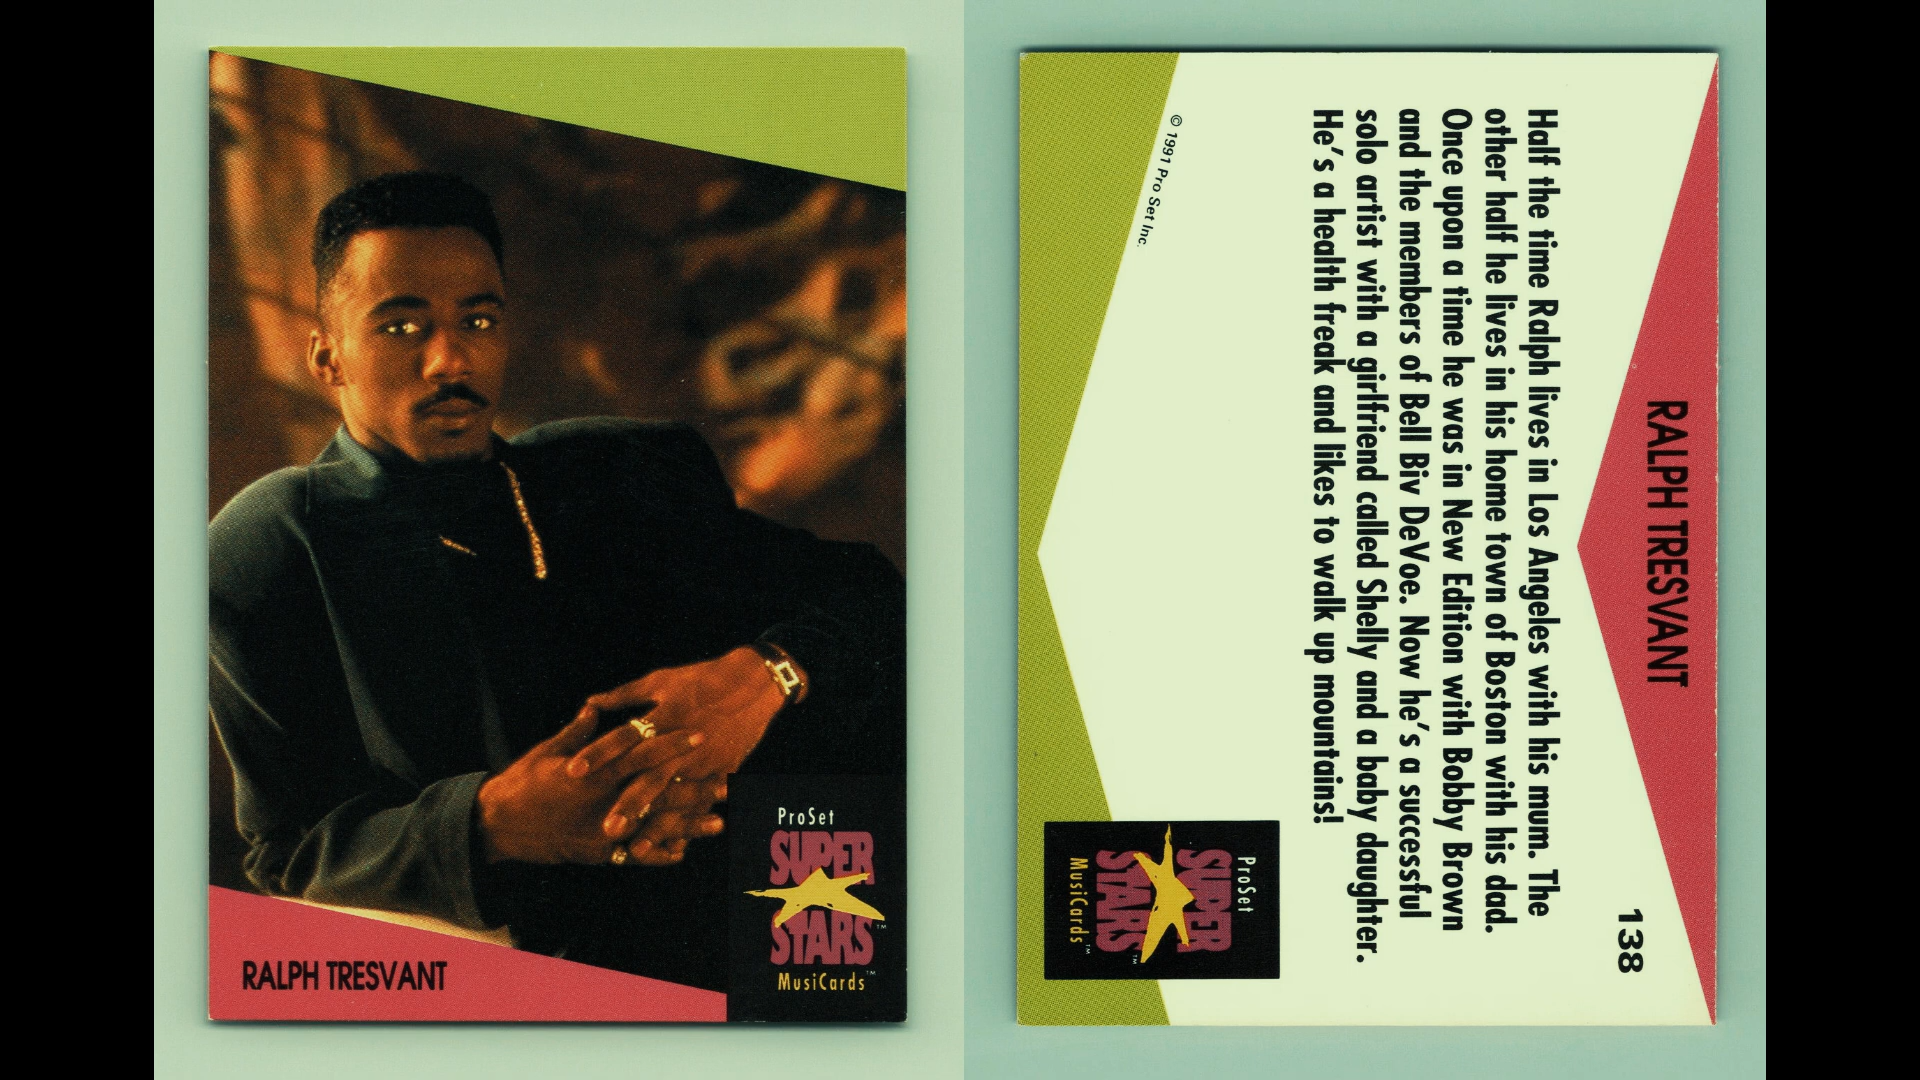 ProSet
SUPER
STARS™
MusiCards™
RALPH TRESVANT
RALPH TRESVANT
138
Half the time Ralph lives in Los Angeles with his mum. The
other half he lives in his home town of Boston with his dad.
Once upon a time he was in New Edition with Bobby Brown
and the members of Bell Biv DeVoe. Now he's a successful
solo artist with a girlfriend called Shelly and a baby daughter.
He's a health freak and likes to walk up mountains!
© 1991 Pro Set Inc.
ProSet
SUPER
STARS™
MusiCards™